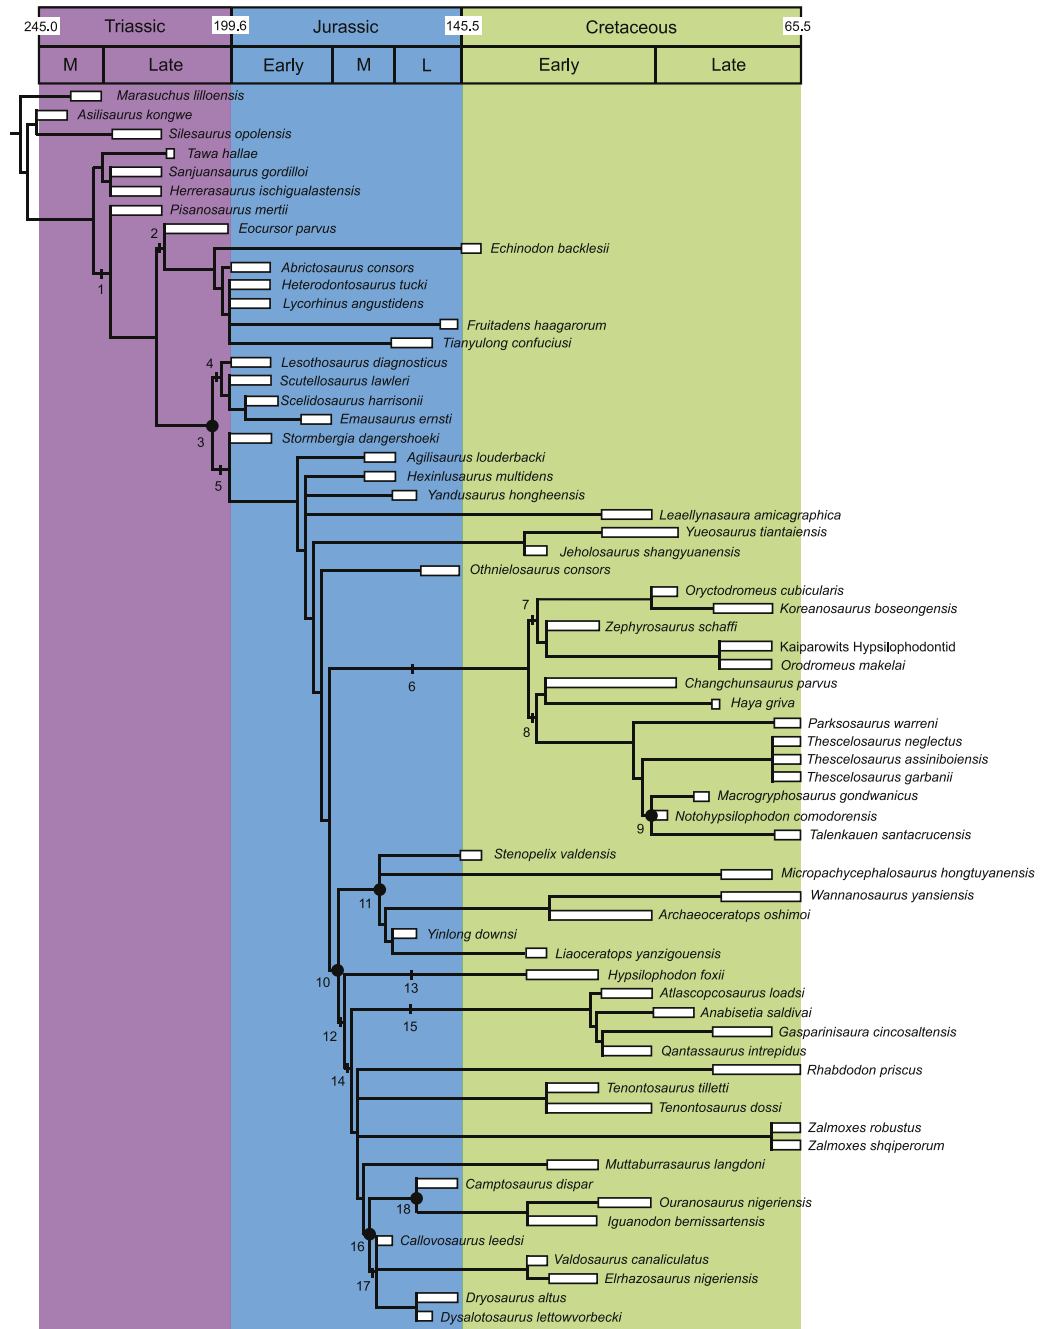 245.0 Triassic 199.6 Jurassic 145.5 Cretaceous 65.5
M Late Early M L Early Late
Marasuchus lilloensis
Asilisaurus kongwe
Silesaurus opolensis
Tawa hallae
Sanjuansaurus gordilloi
Herrerasaurus ischigualastensis
Pisanosaurus mertii
2 Eocursor parvus
Echinodon backlesii
Abrictosaurus consors
1 Heterodontosaurus tucki
Lycorhinus angustidens
Fruitadens haagarorum
Tianyulong confuciusi
4 Lesothosaurus diagnosticus
Scutellosaurus lawleri
Scelidosaurus harrisonii
Emausaurus ernsti
3 Stormbergia dangershoeki
Agilisaurus louderbacki
5 Hexinlusaurus multidens
Yandusaurus hongheensis
Leaellynasaura amicagraphica
Yueosaurus tiantaiensis
Jeholosaurus shangyuanensis
Othnielosaurus consors
Oryctodromeus cubicularis
7 Koreanosaurus boseongensis
Zephyrosaurus schaffi
Kaiparowits Hypsilophodontid
Orodromeus makelai
6 Changchunsaurus parvus
Haya griva
8 Parksosaurus warreni
Thescelosaurus neglectus
Thescelosaurus assiniboiensis
Thescelosaurus garbanii
Macrogryphosaurus gondwanicus
Notohypsilophodon comodorensis
9 Talenkauen santacrucensis
Stenopelix valdensis
Micropachycephalosaurus hongtuyanensis
11 Wannanosaurus yansiensis
Archaeoceratops oshimoi
Yinlong downsi
Liaoceratops yanzigouensis
10 13 Hypsilophodon foxii
Atlascopcosaurus loadsi
12 15 Anabisetia saldivai
Gasparinisaura cincosaltensis
Qantassaurus intrepidus
14 Rhabdodon priscus
Tenontosaurus tilletti
Tenontosaurus dossi
Zalmoxes robustus
Zalmoxes shqiperorum
Muttaburrasaurus langdoni
Camptosaurus dispar
18 Ouranosaurus nigeriensis
Iguanodon bernissartensis
16 Callovosaurus leedsi
Valdosaurus canaliculatus
17 Elrhazosaurus nigeriensis
Dryosaurus altus
Dysalotosaurus lettowvorbecki